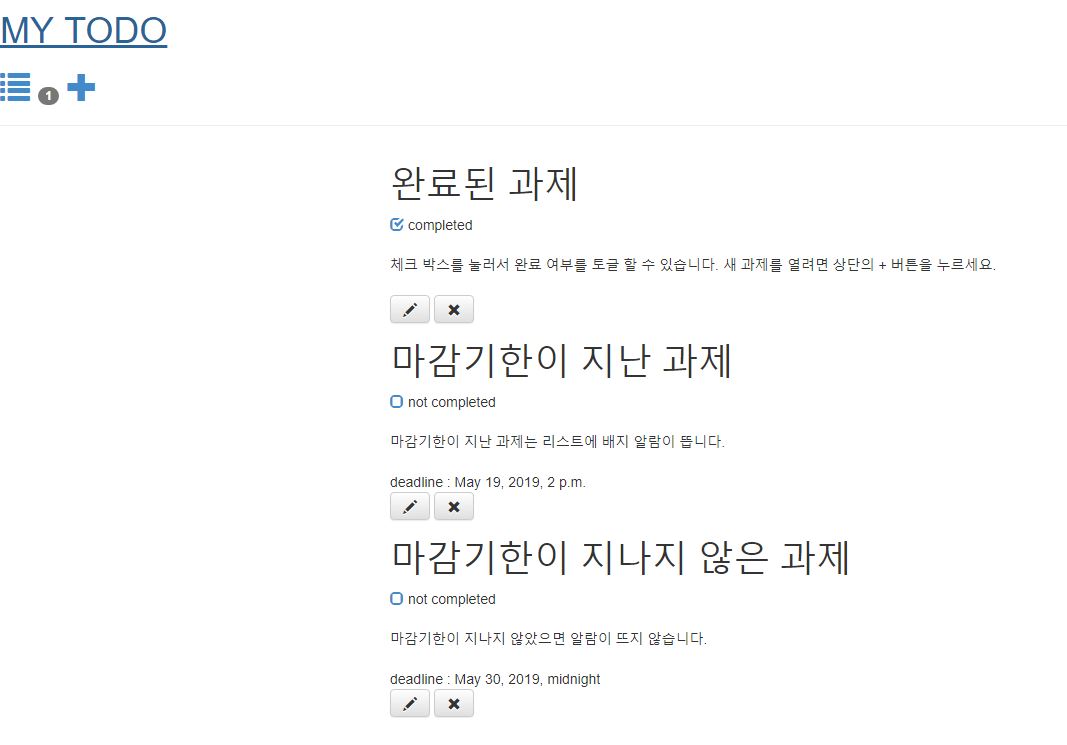 MY TODO
1
완료된 과제
completed
체크 박스를 눌러서 완료 여부를 토글 할 수 있습니다. 새 과제를 열려면 상단의 + 버튼을 누르세요.
마감기한이 지난 과제
not completed
마감기한이 지난 과제는 리스트에 배지 알람이 뜹니다.
deadline : May 19, 2019, 2 p.m.
마감기한이 지나지 않은 과제
not completed
마감기한이 지나지 않았으면 알람이 뜨지 않습니다.
deadline : May 30, 2019, midnight